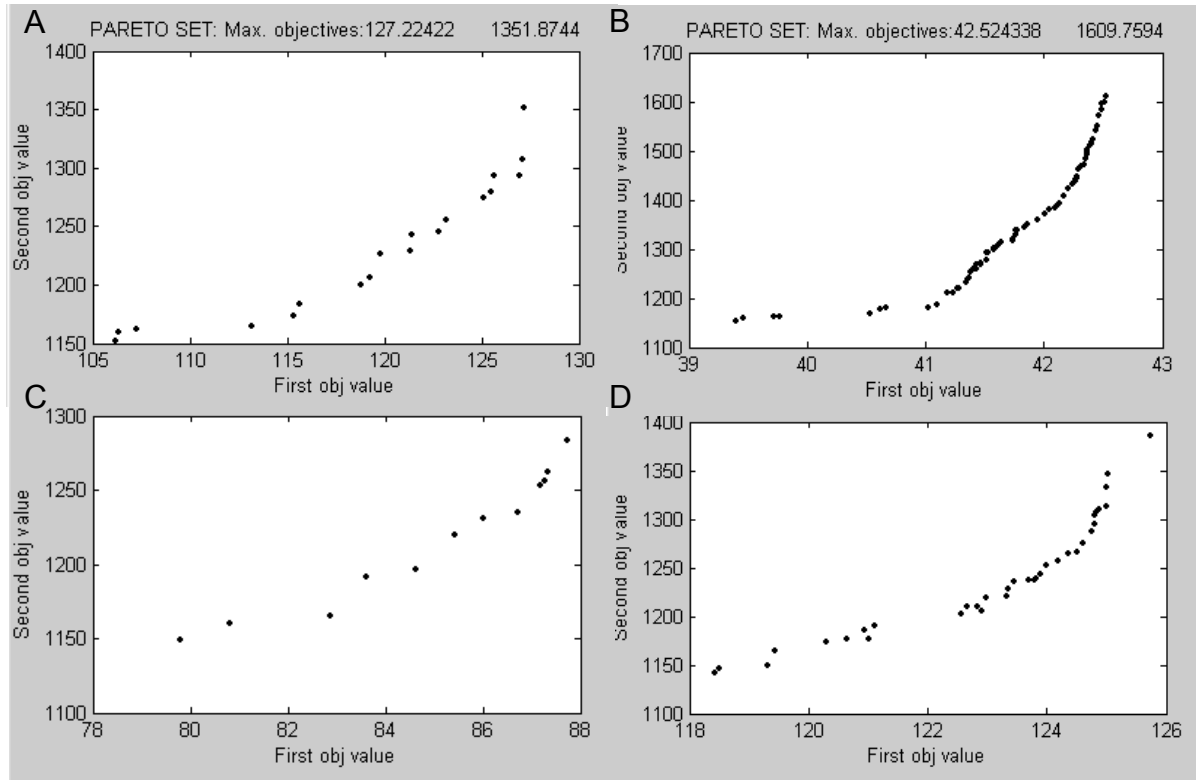 A
PARETO SET: Max. objectives:127.22422 1351.8744
1400
1350
1300
1250
1200
1150
Second obj value
105 110 115 120 125 130
First obj value
B
PARETO SET: Max. objectives:42.524338 1609.7594
1700
1600
1500
1400
1300
1200
1100
Second obj value
39 40 41 42 43
First obj value
C
1300
1250
1200
1150
1100
Second obj value
78 80 82 84 86 88
First obj value
D
1400
1350
1300
1250
1200
1150
1100
Second obj value
118 120 122 124 126
First obj value